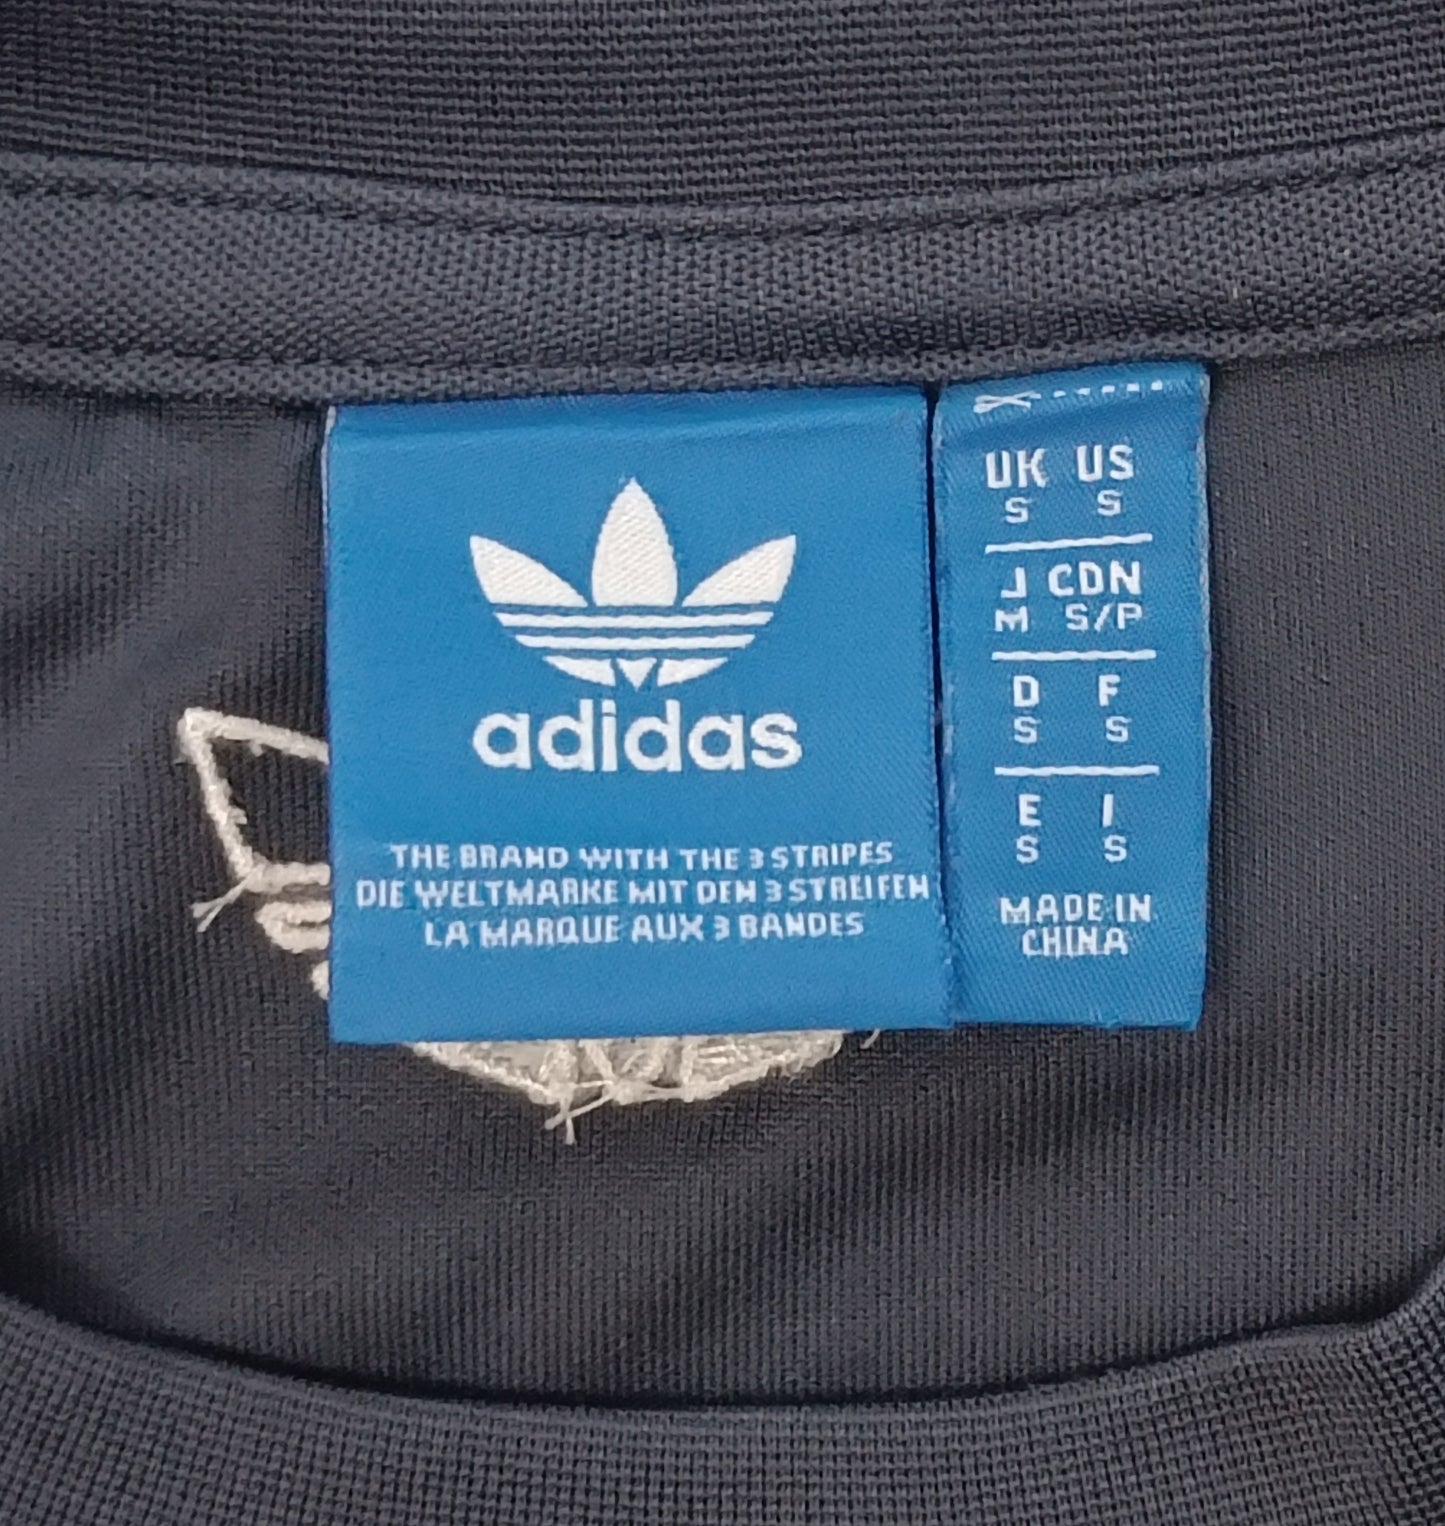 adidas
THE BRAND WITH THE 3 STRIPES
DIE WELTMARKE MIT DEN 3 STREIFEN
LA MARQUE AUX 3 BANDES
UK US
S S
J CDN
M S/P
D F
S S
E I
S S
MADE IN
CHINA